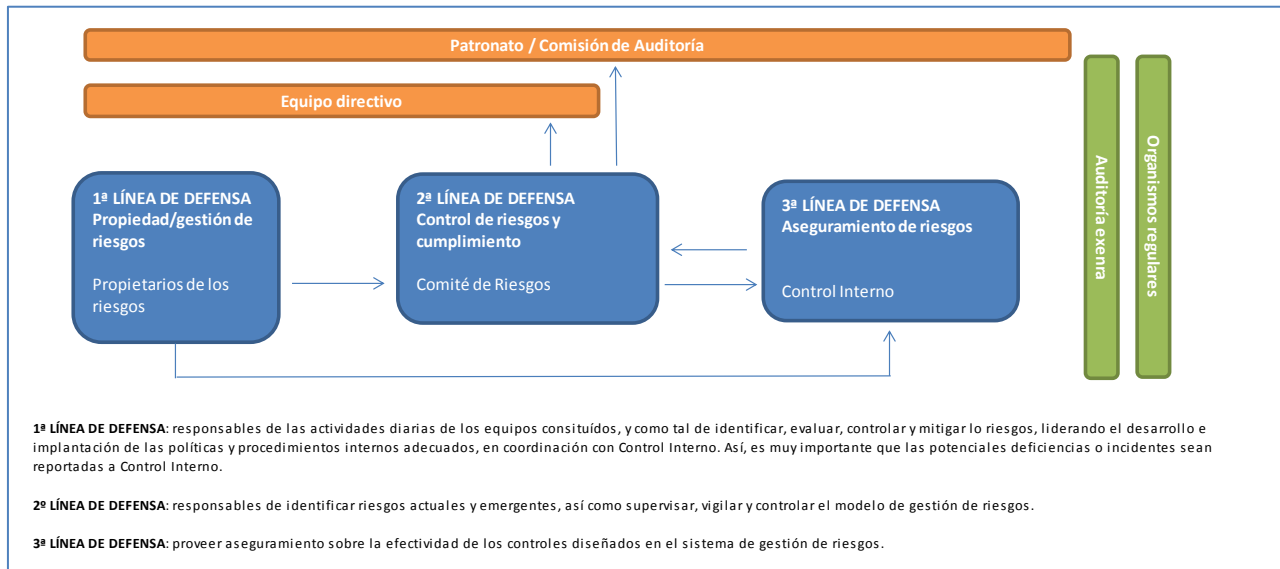 Patronato / Comisión de Auditoría
Equipo directivo
1ª LÍNEA DE DEFENSA
Propiedad/gestión de
riesgos
Propietarios de los
riesgos
2ª LÍNEA DE DEFENSA
Control de riesgos y
cumplimiento
Comité de Riesgos
3ª LÍNEA DE DEFENSA
Aseguramiento de riesgos
Control Interno
Auditoría exenra
Organismos regulares
1ª LÍNEA DE DEFENSA: responsables de las actividades diarias de los equipos consituídos, y como tal de identificar, evaluar, controlar y mitigar lo riesgos, liderando el desarrollo e
implantación de las políticas y procedimientos internos adecuados, en coordinación con Control Interno. Así, es muy importante que las potenciales deficiencias o incidentes sean
reportadas a Control Interno.
2º LÍNEA DE DEFENSA: responsables de identificar riesgos actuales y emergentes, así como supervisar, vigilar y controlar el modelo de gestión de riesgos.
3ª LÍNEA DE DEFENSA: proveer aseguramiento sobre la efectividad de los controles diseñados en el sistema de gestión de riesgos.